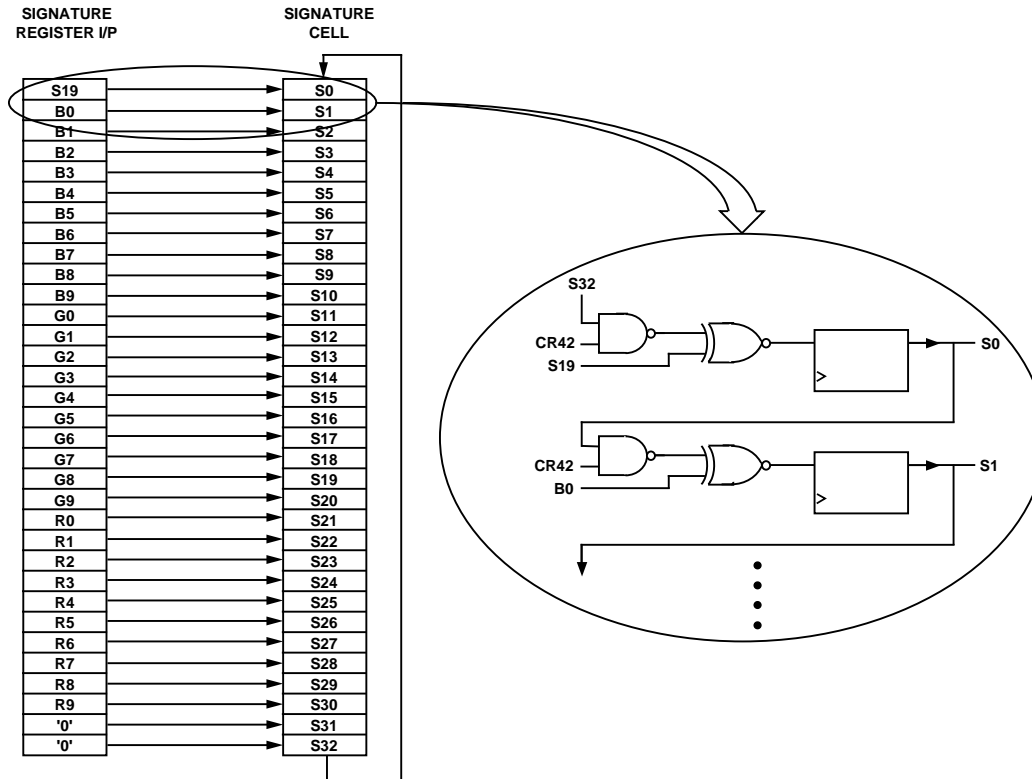 SIGNATURE
REGISTER I/P
SIGNATURE
CELL
S19 S0
B0 S1
B1 S2
B2 S3
B3 S4
B4 S5
B5 S6
B6 S7
B7 S8
B8 S9
B9 S10
G0 S11
G1 S12
G2 S13
G3 S14
G4 S15
G5 S16
G6 S17
G7 S18
G8 S19
G9 S20
R0 S21
R1 S22
R2 S23
R3 S24
R4 S25
R5 S26
R6 S27
R7 S28
R8 S29
R9 S30
'0' S31
'0' S32
S32
CR42
S19
S0
CR42
B0
S1